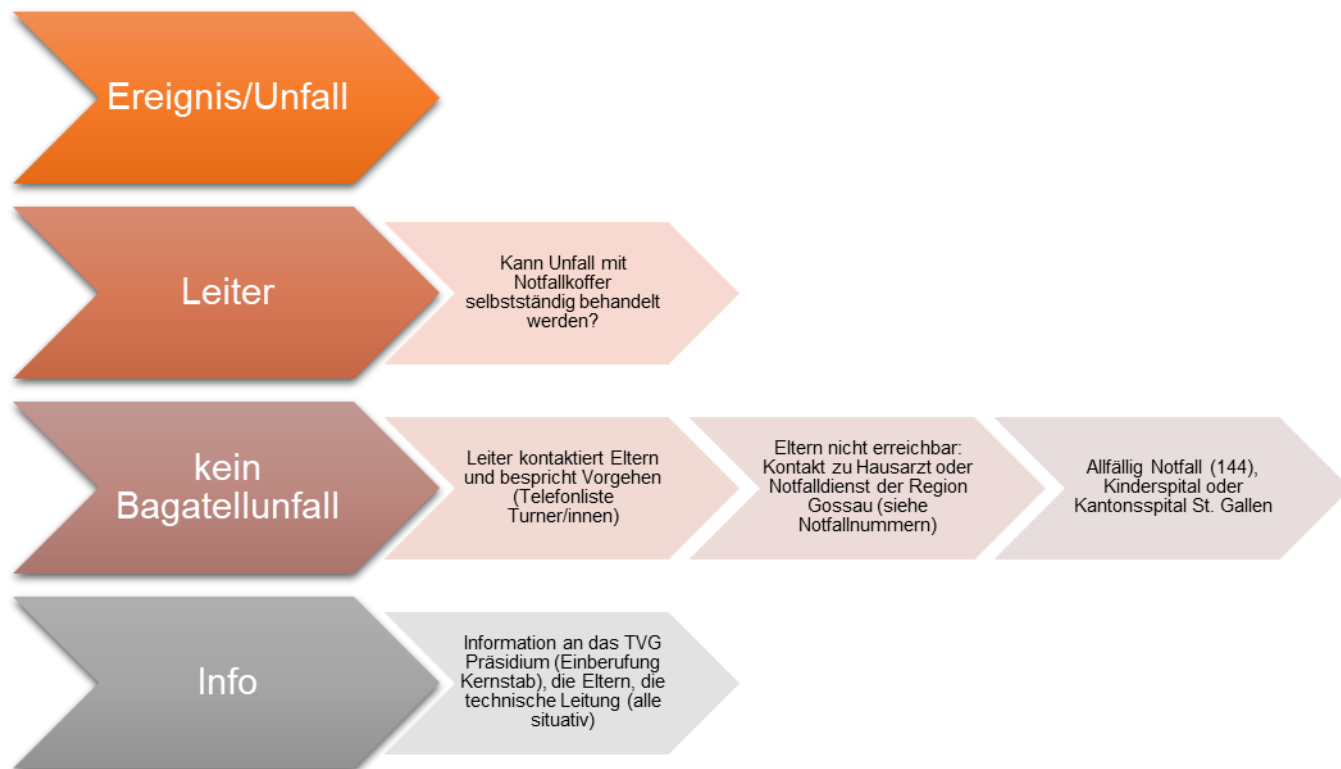 Ereignis/Unfall
Leiter
Kann Unfall mit
Notfallkoffer
selbstständig behandelt
werden?
kein
Bagatellunfall
Leiter kontaktiert Eltern
und bespricht Vorgehen
(Telefonliste
Turner/innen)
Eltern nicht erreichbar:
Kontakt zu Hausarzt oder
Notfalldienst der Region
Gossau (siehe
Notfallnummern)
Allfällig Notfall (144),
Kinderspital oder
Kantonsspital St. Gallen
Info
Information an das TVG
Präsidium (Einberufung
Kernstab), die Eltern, die
technische Leitung (alle
situativ)